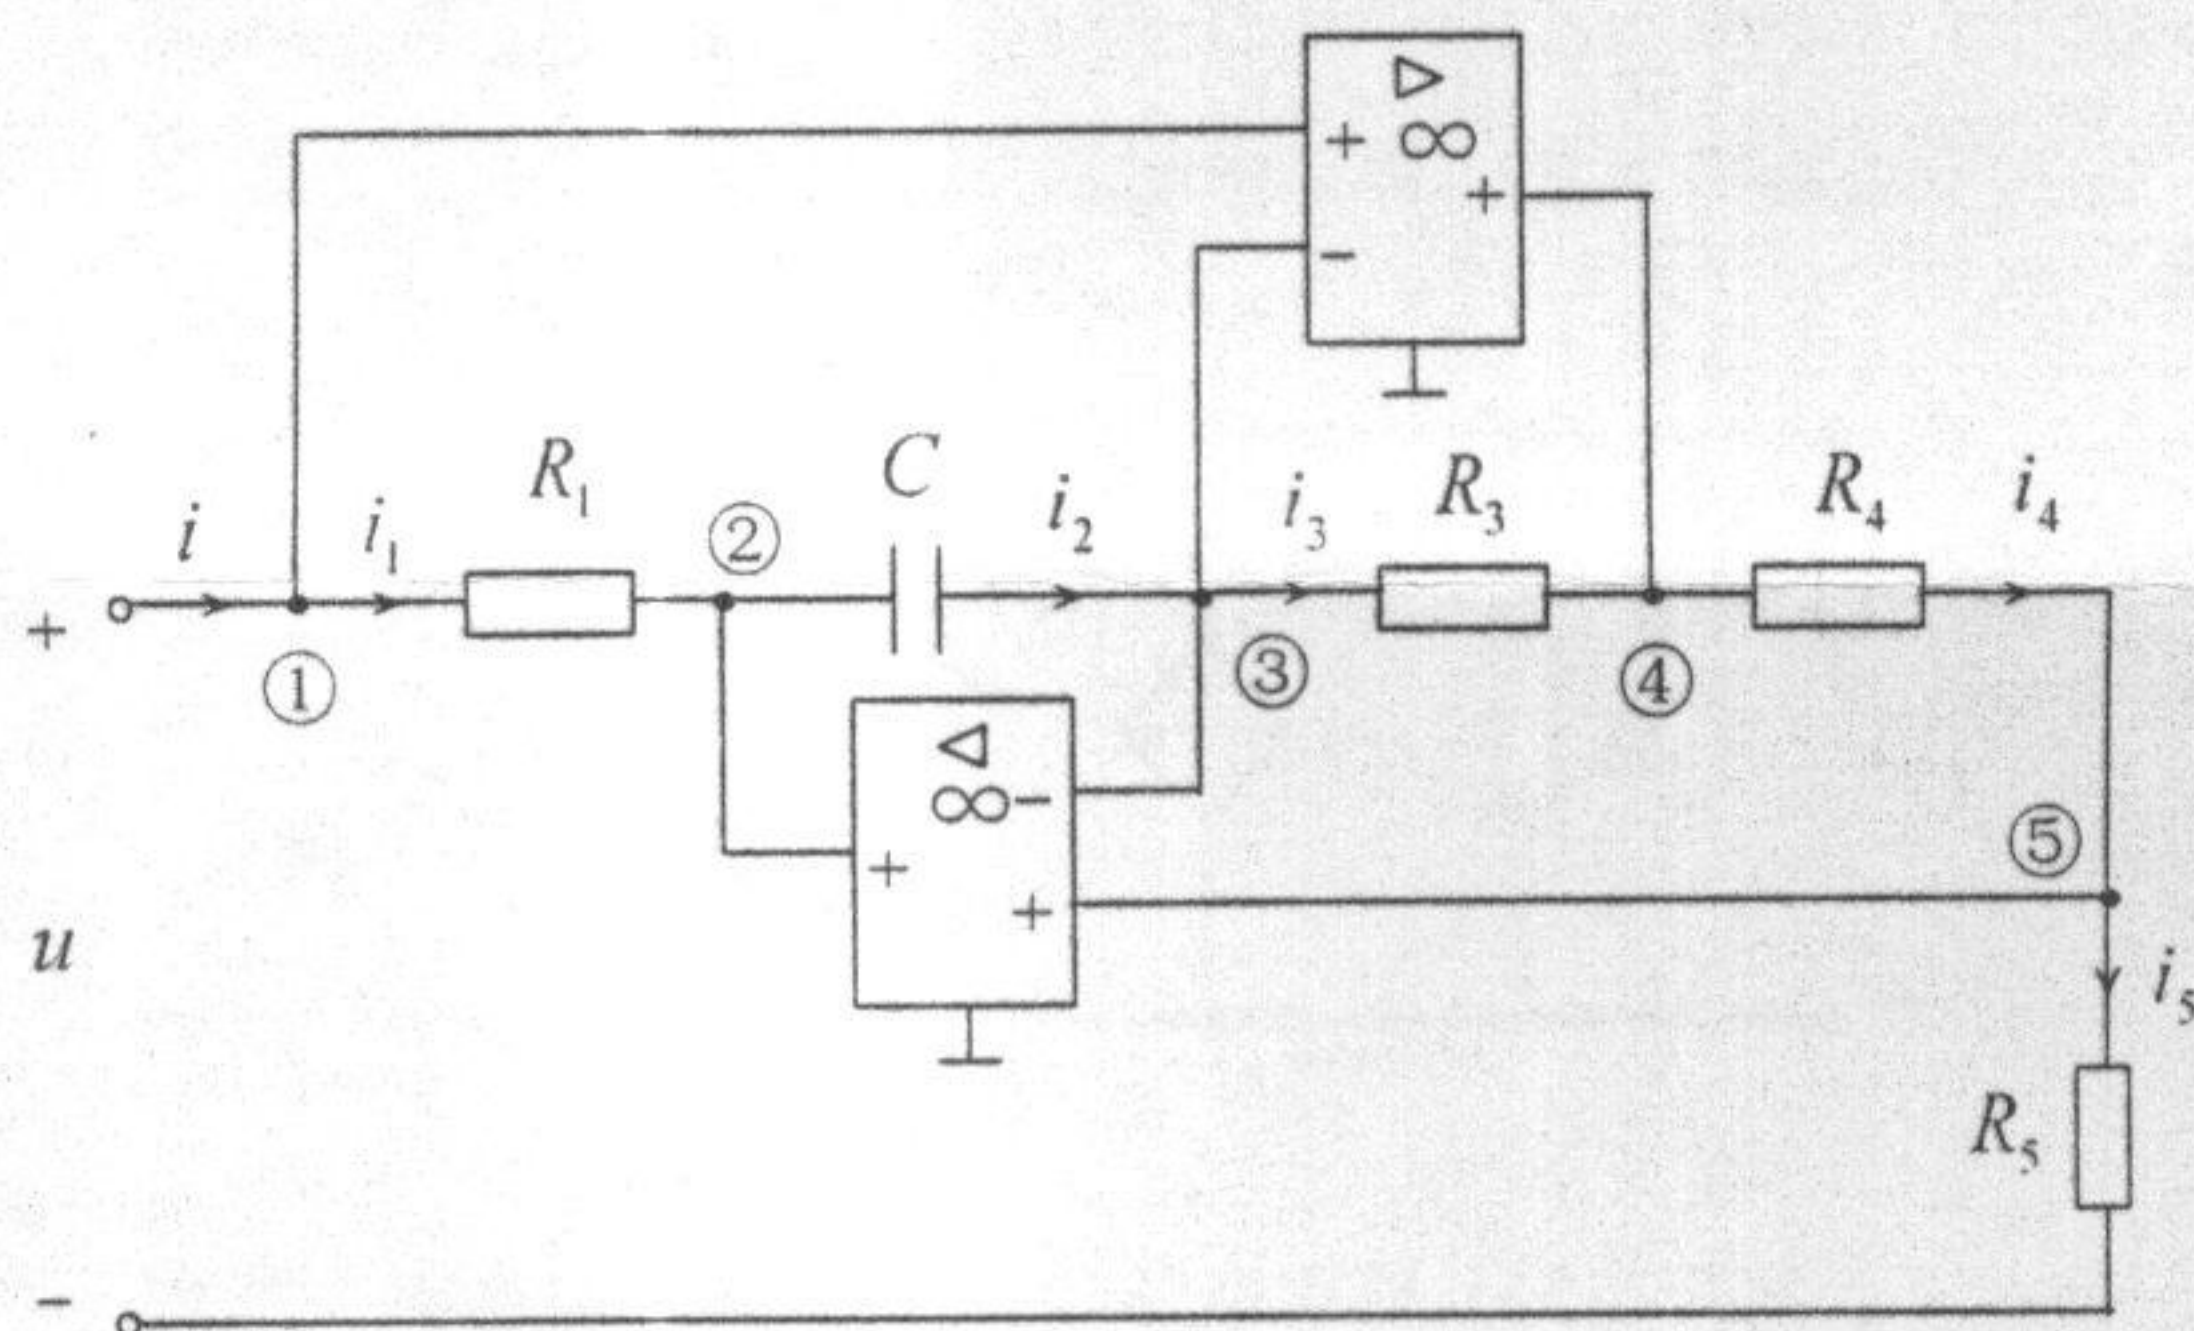 ▷
+ ∞
+
−
i
i₁
R₁
②
C
i₂
i₃
R₃
R₄
i₄
+
①
③
④
◁
∞ −
+
+
⑤
u
i₅
R₅
−